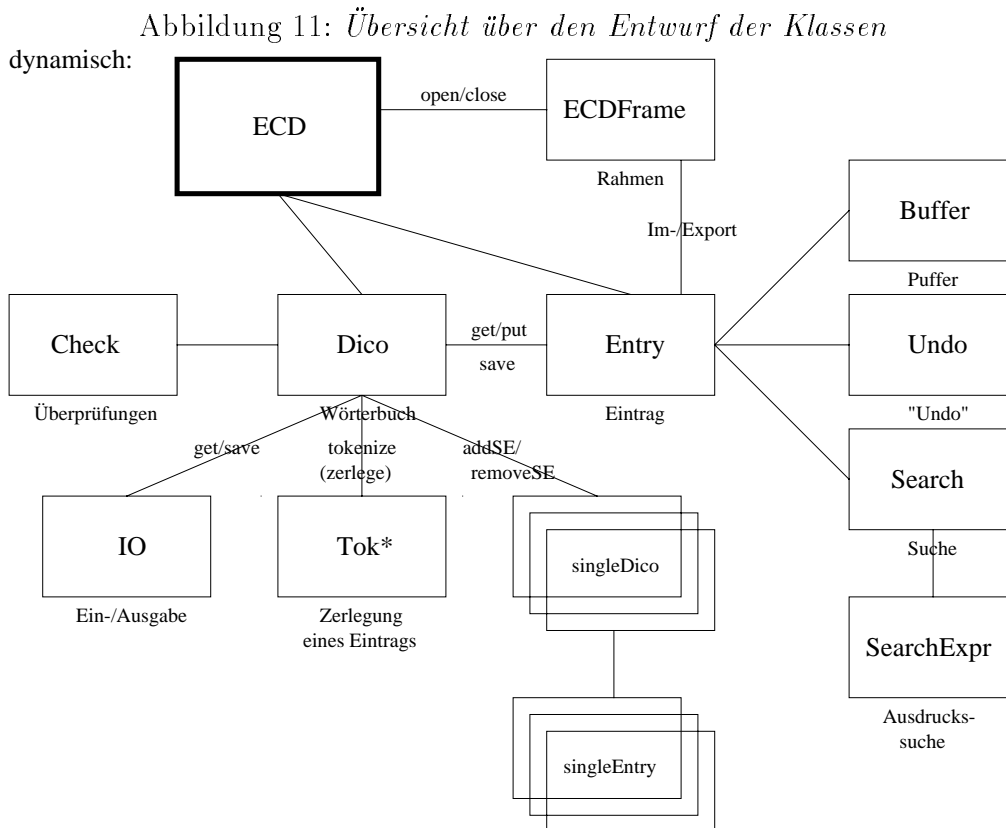 Abbildung 11: Übersicht über den Entwurf der Klassen
dynamisch:
ECD
open/close
ECDFrame
Rahmen
Im-/Export
Buffer
Puffer
Check
Überprüfungen
Dico
Wörterbuch
get/put
save
Entry
Eintrag
Undo
"Undo"
get/save
tokenize
(zerlege)
addSE/
removeSE
Search
Suche
IO
Ein-/Ausgabe
Tok*
Zerlegung
eines Eintrags
singleDico
SearchExpr
Ausdrucks-
suche
singleEntry